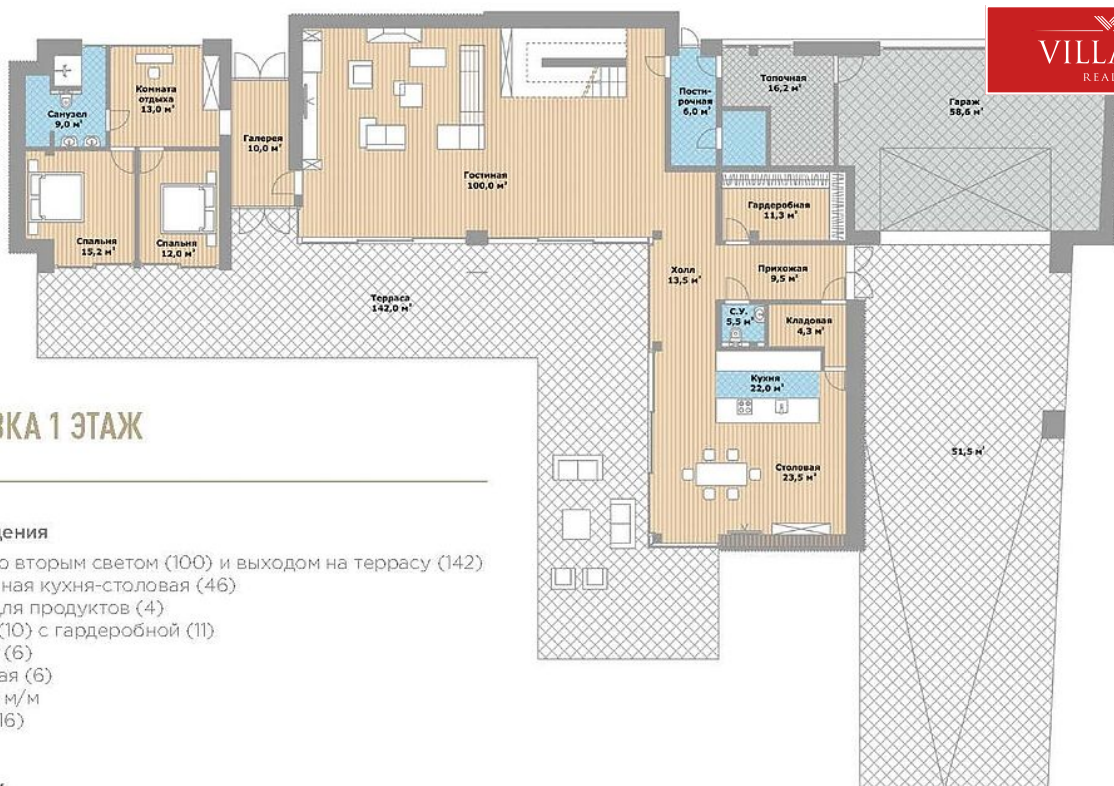 VILLA
REAL
Комната
отдыха
13,0 м²
Санузел
9,0 м²
Галерея
10,0 м²
Гостиная
100,0 м²
Пости-
рочная
6,0 м²
Топочная
16,2 м²
Гараж
58,6 м²
Спальня
15,2 м²
Спальня
12,0 м²
Гардеробная
11,3 м²
Холл
13,5 м²
Прихожая
9,5 м²
Терраса
142,0 м²
С.У.
5,5 м²
Кладовая
4,3 м²
Кухня
22,0 м²
Столовая
23,5 м²
51,5 м²
ВКА 1 ЭТАЖ
дения
о вторым светом (100) и выходом на террасу (142)
ная кухня-столовая (46)
для продуктов (4)
(10) с гардеробной (11)
(6)
ая (6)
м/м
16)